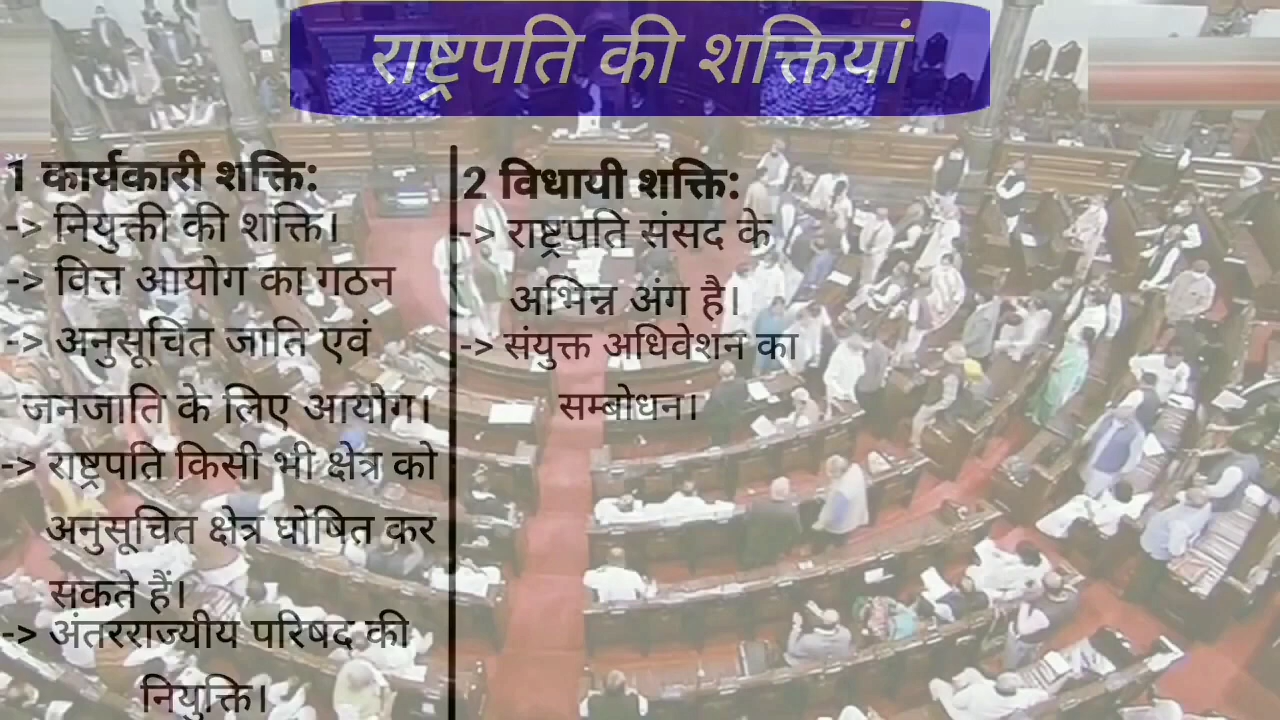 राष्ट्रपति की शक्तियां
1 कार्यकारी शक्ति:
-> नियुक्ती की शक्ति।
-> वित्त आयोग का गठन
-> अनुसूचित जाति एवं
जनजाति के लिए आयोग।
-> राष्ट्रपति किसी भी क्षेत्र को
अनुसूचित क्षेत्र घोषित कर
सकते हैं।
-> अंतरराज्यीय परिषद की
नियुक्ति।
2 विधायी शक्ति:
-> राष्ट्रपति संसद के
अभिन्न अंग है।
-> संयुक्त अधिवेशन का
सम्बोधन।